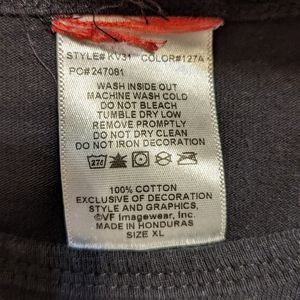 STYLE# KV31 COLOR#127A
PC#247081
WASH INSIDE OUT
MACHINE WASH COLD
DO NOT BLEACH
TUMBLE DRY LOW
REMOVE PROMPTLY
DO NOT DRY CLEAN
DO NOT IRON DECORATION
100% COTTON
EXCLUSIVE OF DECORATION
STYLE AND GRAPHICS,
©VF Imagewear, Inc.
MADE IN HONDURAS
SIZE XL